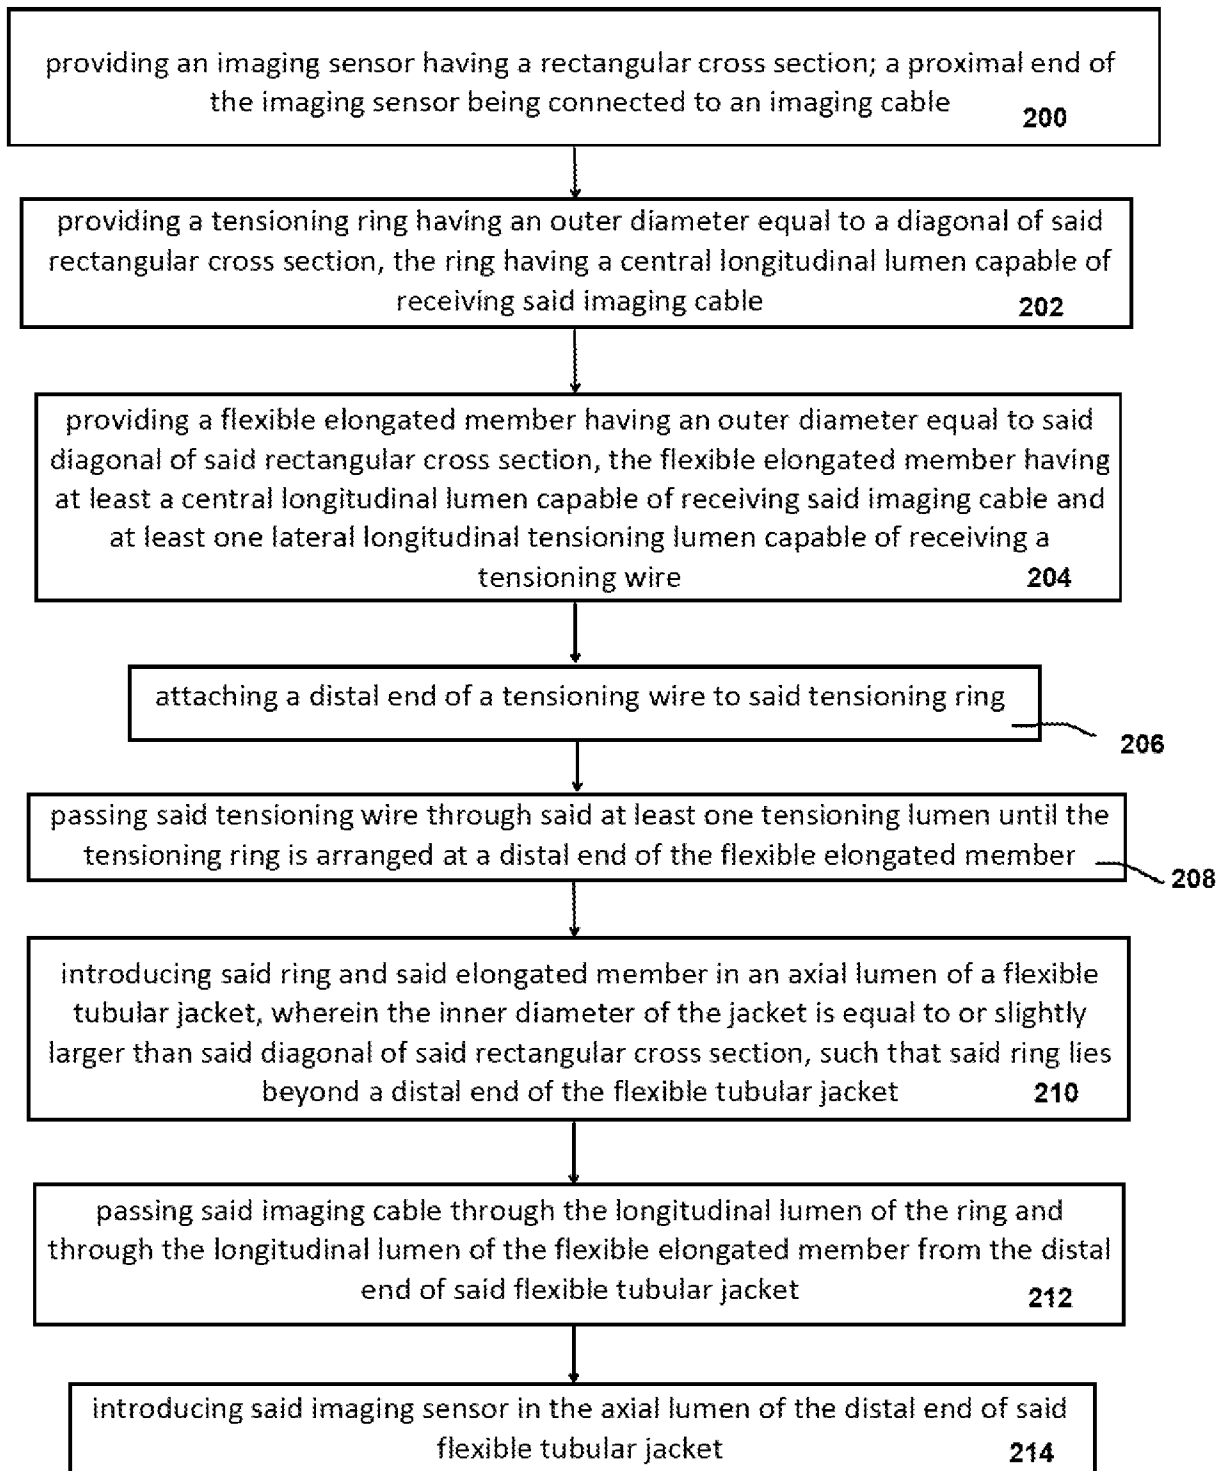 providing an imaging sensor having a rectangular cross section; a proximal end of
the imaging sensor being connected to an imaging cable
200
providing a tensioning ring having an outer diameter equal to a diagonal of said
rectangular cross section, the ring having a central longitudinal lumen capable of
receiving said imaging cable
202
providing a flexible elongated member having an outer diameter equal to said
diagonal of said rectangular cross section, the flexible elongated member having
at least a central longitudinal lumen capable of receiving said imaging cable and
at least one lateral longitudinal tensioning lumen capable of receiving a
tensioning wire
204
attaching a distal end of a tensioning wire to said tensioning ring
206
passing said tensioning wire through said at least one tensioning lumen until the
tensioning ring is arranged at a distal end of the flexible elongated member
208
introducing said ring and said elongated member in an axial lumen of a flexible
tubular jacket, wherein the inner diameter of the jacket is equal to or slightly
larger than said diagonal of said rectangular cross section, such that said ring lies
beyond a distal end of the flexible tubular jacket
210
passing said imaging cable through the longitudinal lumen of the ring and
through the longitudinal lumen of the flexible elongated member from the distal
end of said flexible tubular jacket
212
introducing said imaging sensor in the axial lumen of the distal end of said
flexible tubular jacket
214